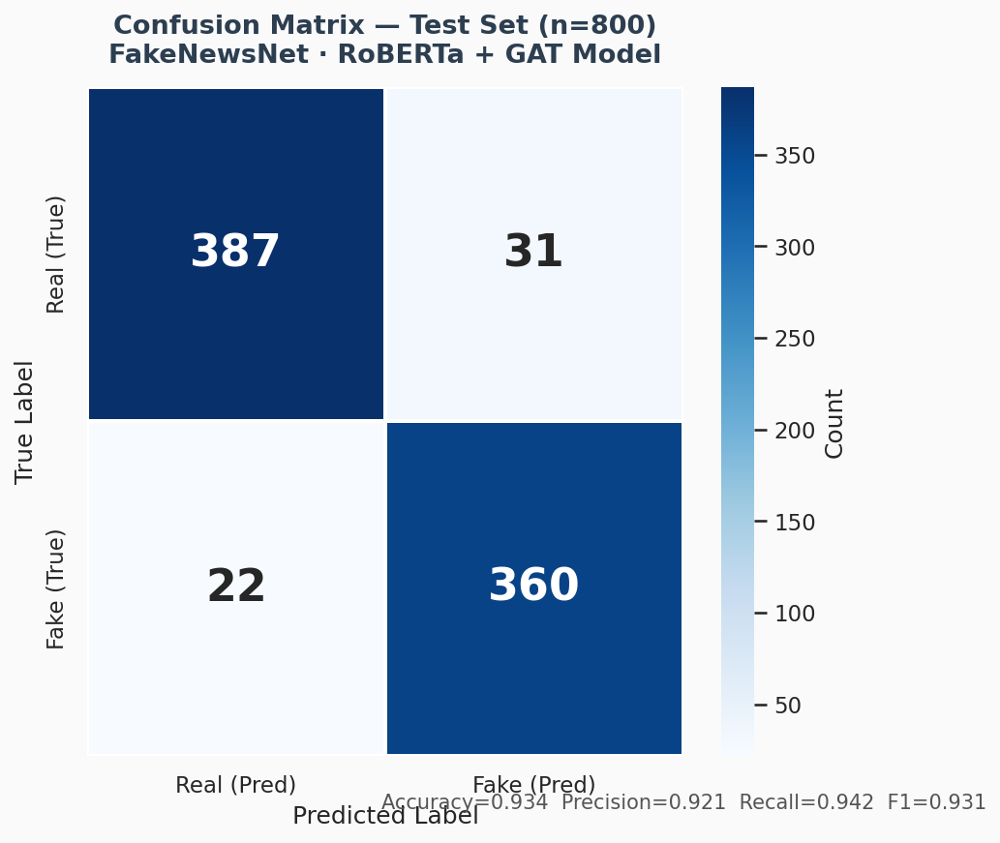 Confusion Matrix — Test Set (n=800)
FakeNewsNet · RoBERTa + GAT Model
True Label
Real (True)
387
31
Fake (True)
22
360
Real (Pred)
Fake (Pred)
Predicted Label
Accuracy=0.934 Precision=0.921 Recall=0.942 F1=0.931
350
300
250
200
150
100
50
Count